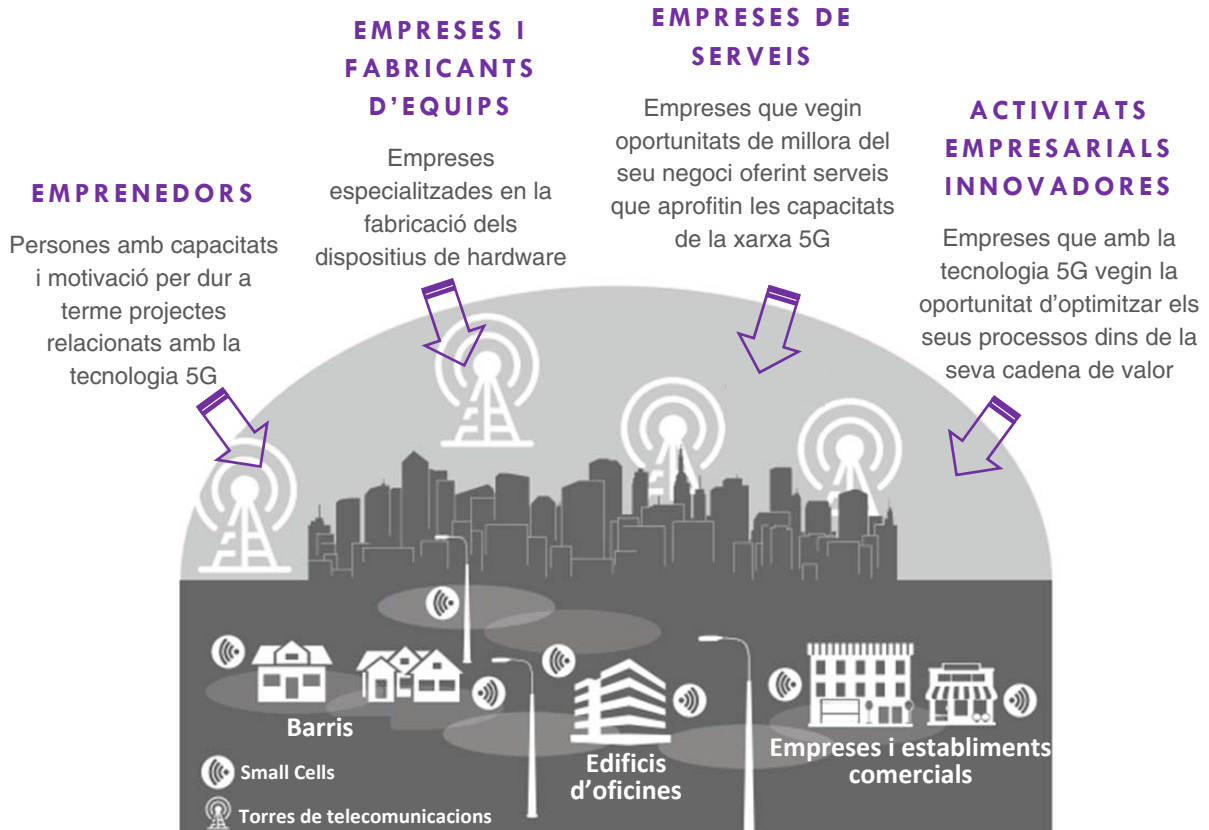 EMPRENEDORS
Persones amb capacitats
i motivació per dur a
terme projectes
relacionats amb la
tecnologia 5G
EMPRESES I
FABRICANTS
D'EQUIPS
Empreses
especialitzades en la
fabricació dels
dispositius de hardware
EMPRESES DE
SERVEIS
Empreses que vegin
oportunitats de millora del
seu negoci oferint serveis
que aprofitin les capacitats
de la xarxa 5G
ACTIVITATS
EMPRESARIALS
INNOVADORES
Empreses que amb la
tecnologia 5G vegin la
oportunitat d'optimitzar els
seus processos dins de la
seva cadena de valor
Barris
Edificis
d'oficines
Empreses i establiments
comercials
Small Cells
Torres de telecomunicacions